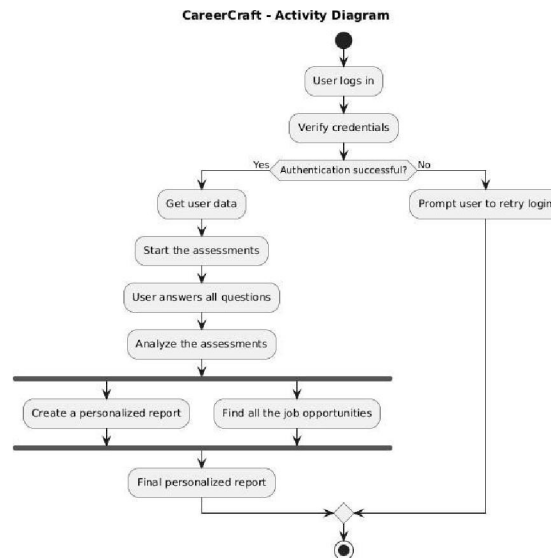 CareerCraft - Activity Diagram
User logs in
Verify credentials
Yes
Authentication successful?
No
Get user data
Prompt user to retry login
Start the assessments
User answers all questions
Analyze the assessments
Create a personalized report
Find all the job opportunities
Final personalized report